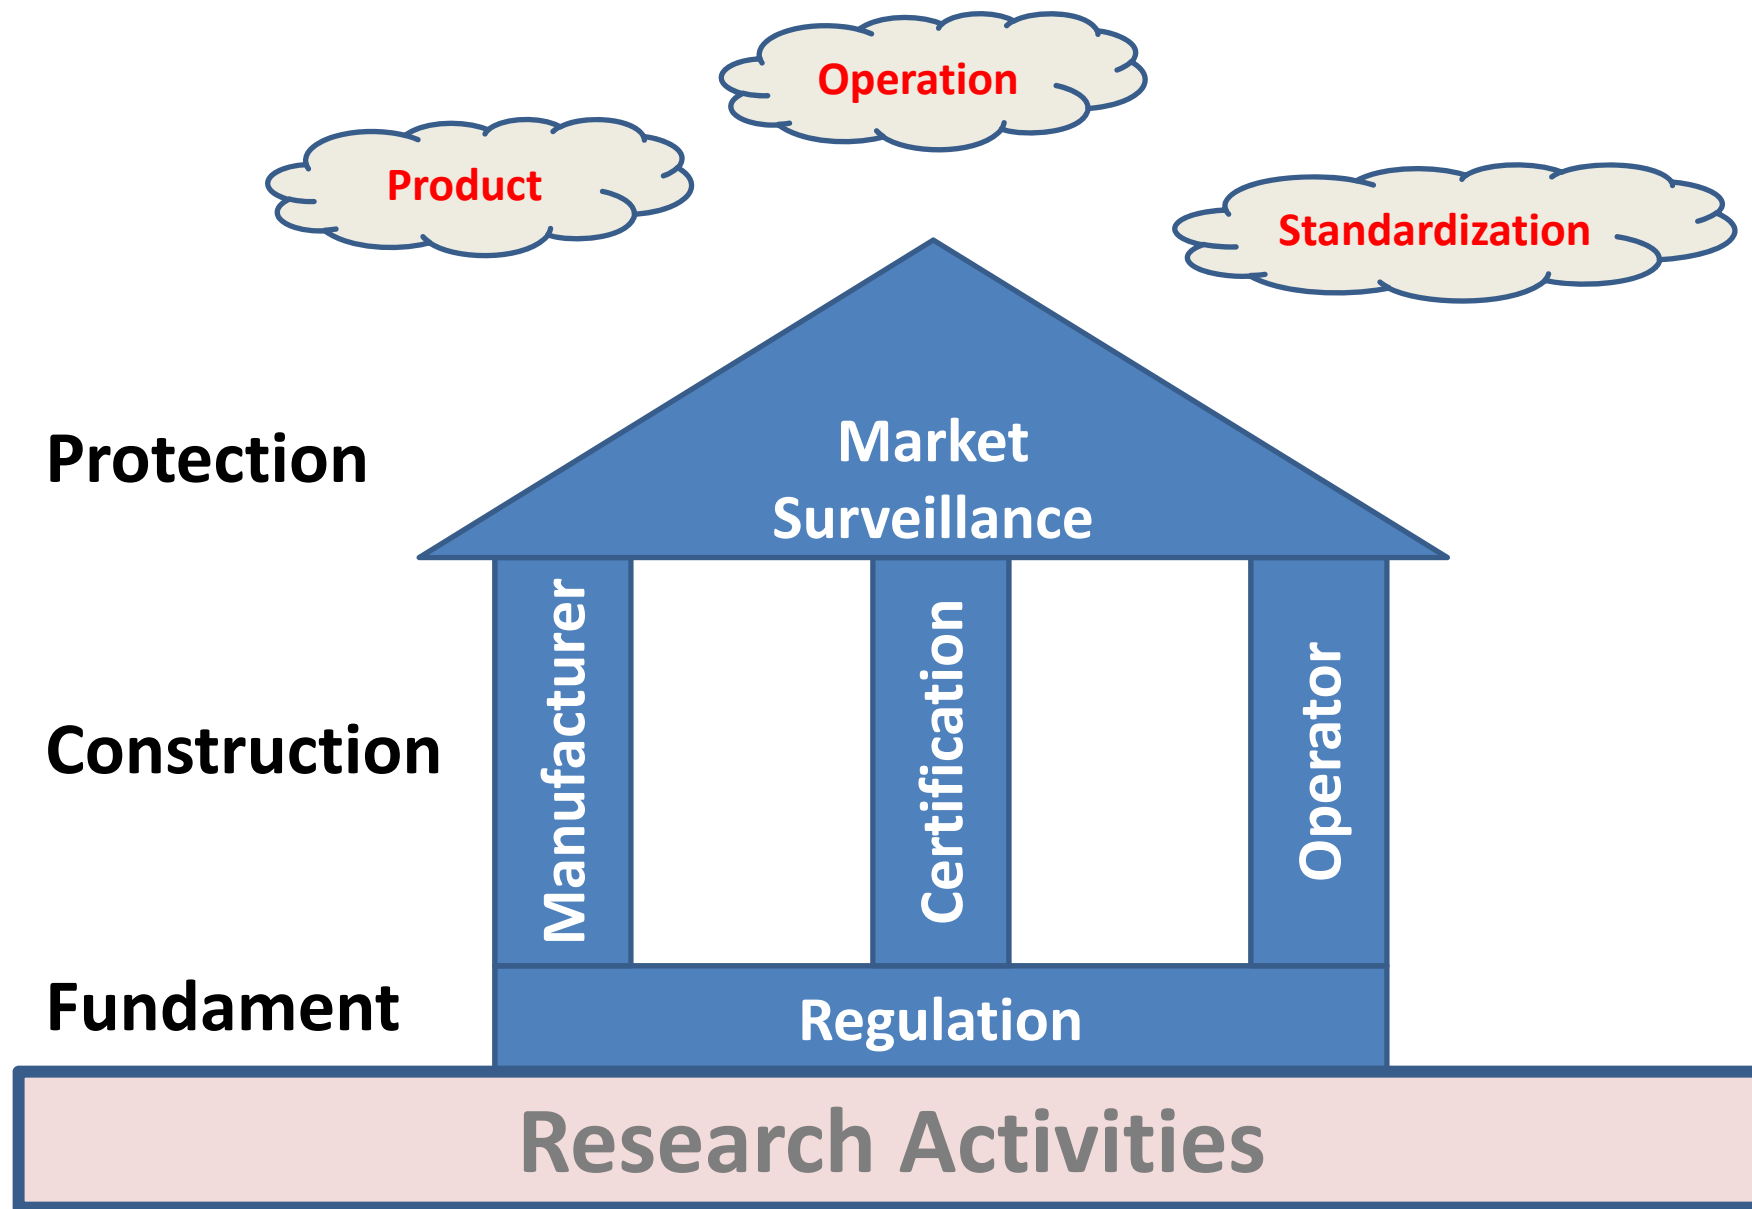 Operation
Product
Standardization
Protection
Market
Surveillance
Construction
Manufacturer
Certification
Operator
Fundament
Regulation
Research Activities